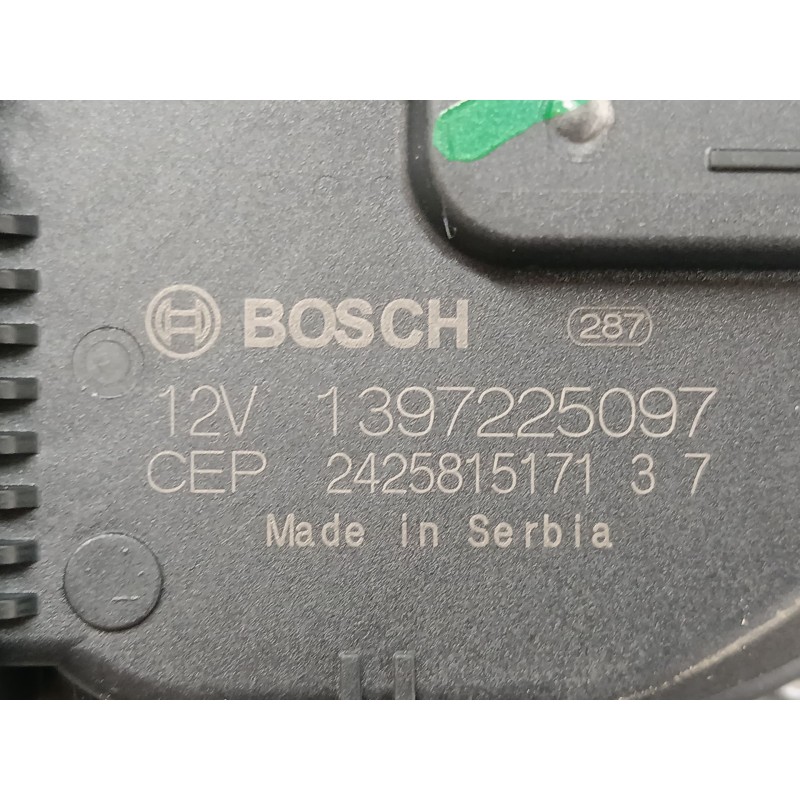 BOSCH 287
12V 1397225097
CEP 2425815171 3 7
Made in Serbia